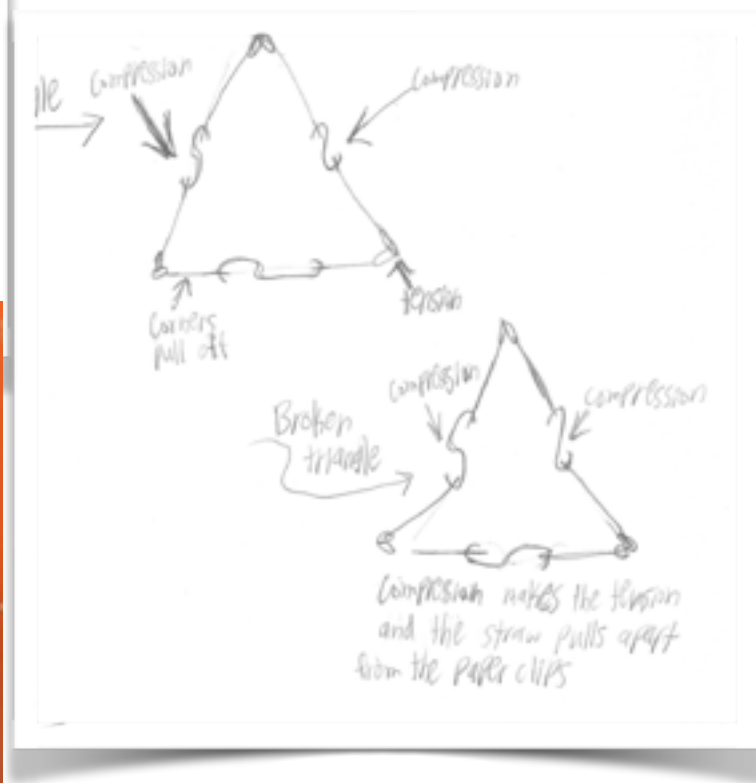 Compression
Compression
gle
Corners
pull off
tension
compression
compression
Broken
triangle
Compression makes the tension
and the straw pulls apart
from the paper clips